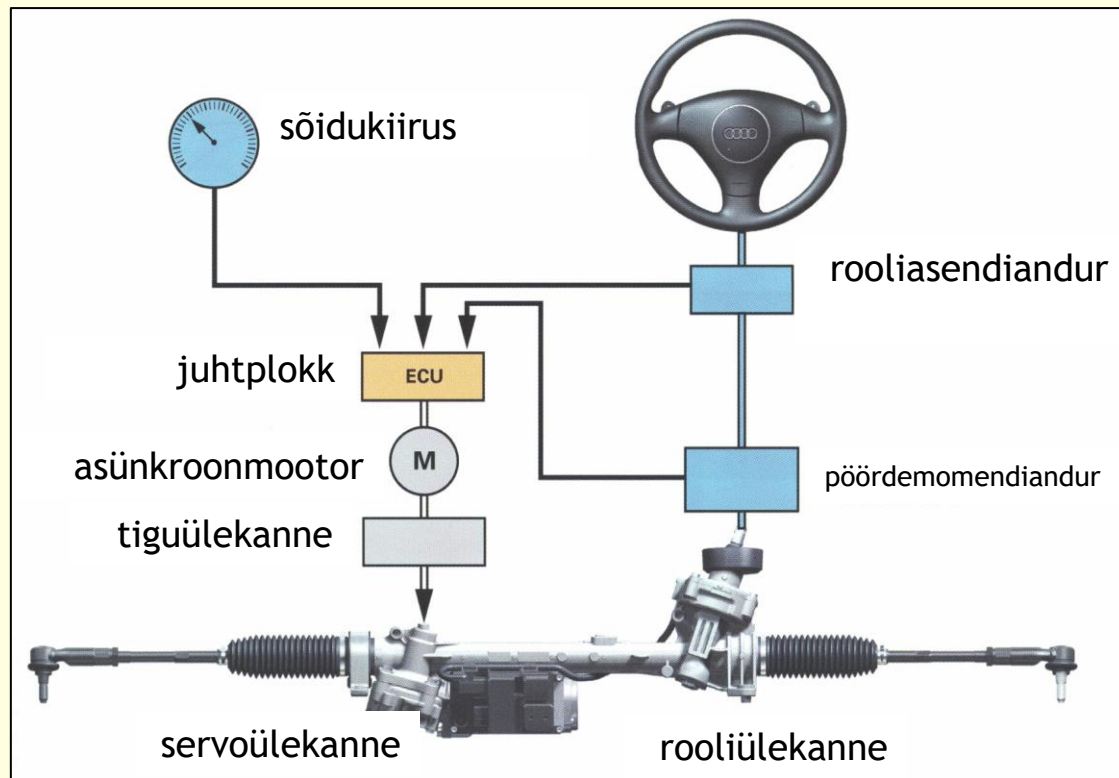 sõidukiirus
rooliasendiandur
juhtplokk
ECU
asünkroonmootor
M
pöördemomendiandur
tiguülekanne
servoülekanne
rooliülekanne